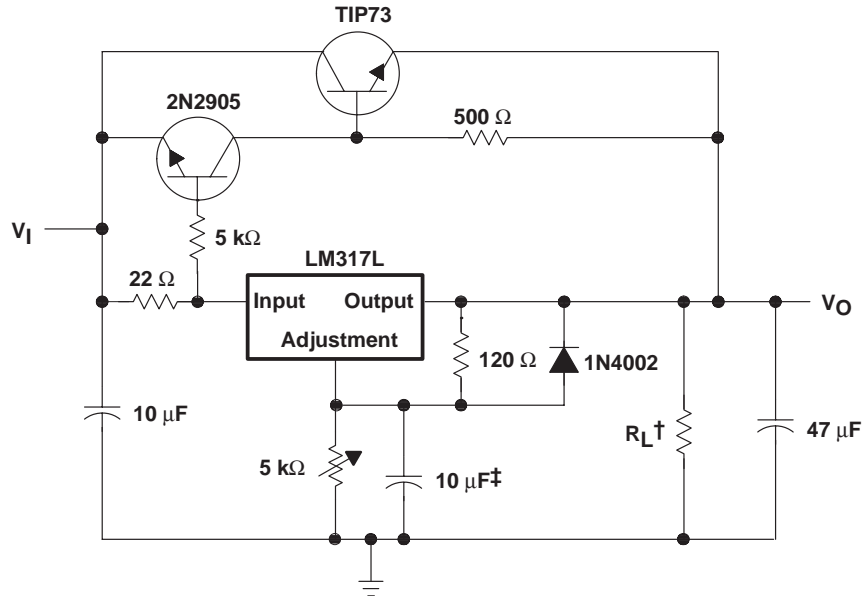 TIP73
2N2905
500 Ω
VI
5 kΩ
LM317L
22 Ω
Input
Output
VO
Adjustment
120 Ω
1N4002
10 μF
RL†
47 μF
5 kΩ
10 μF‡